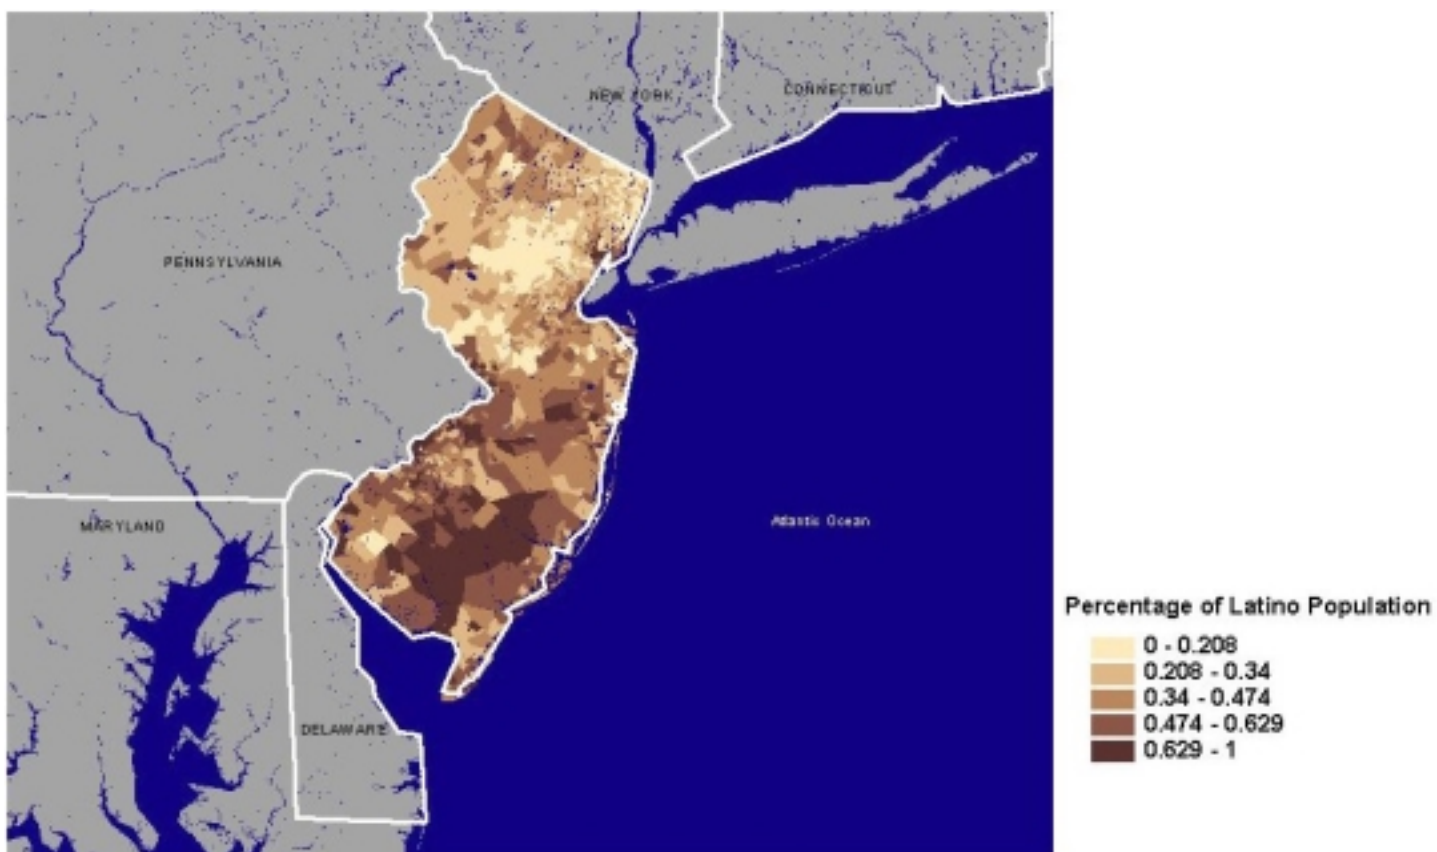 NEW YORK
CONNECTICUT
PENNSYLVANIA
MARYLAND
Atlantic Ocean
DELAWARE
Percentage of Latino Population
0 - 0.208
0.208 - 0.34
0.34 - 0.474
0.474 - 0.629
0.629 - 1